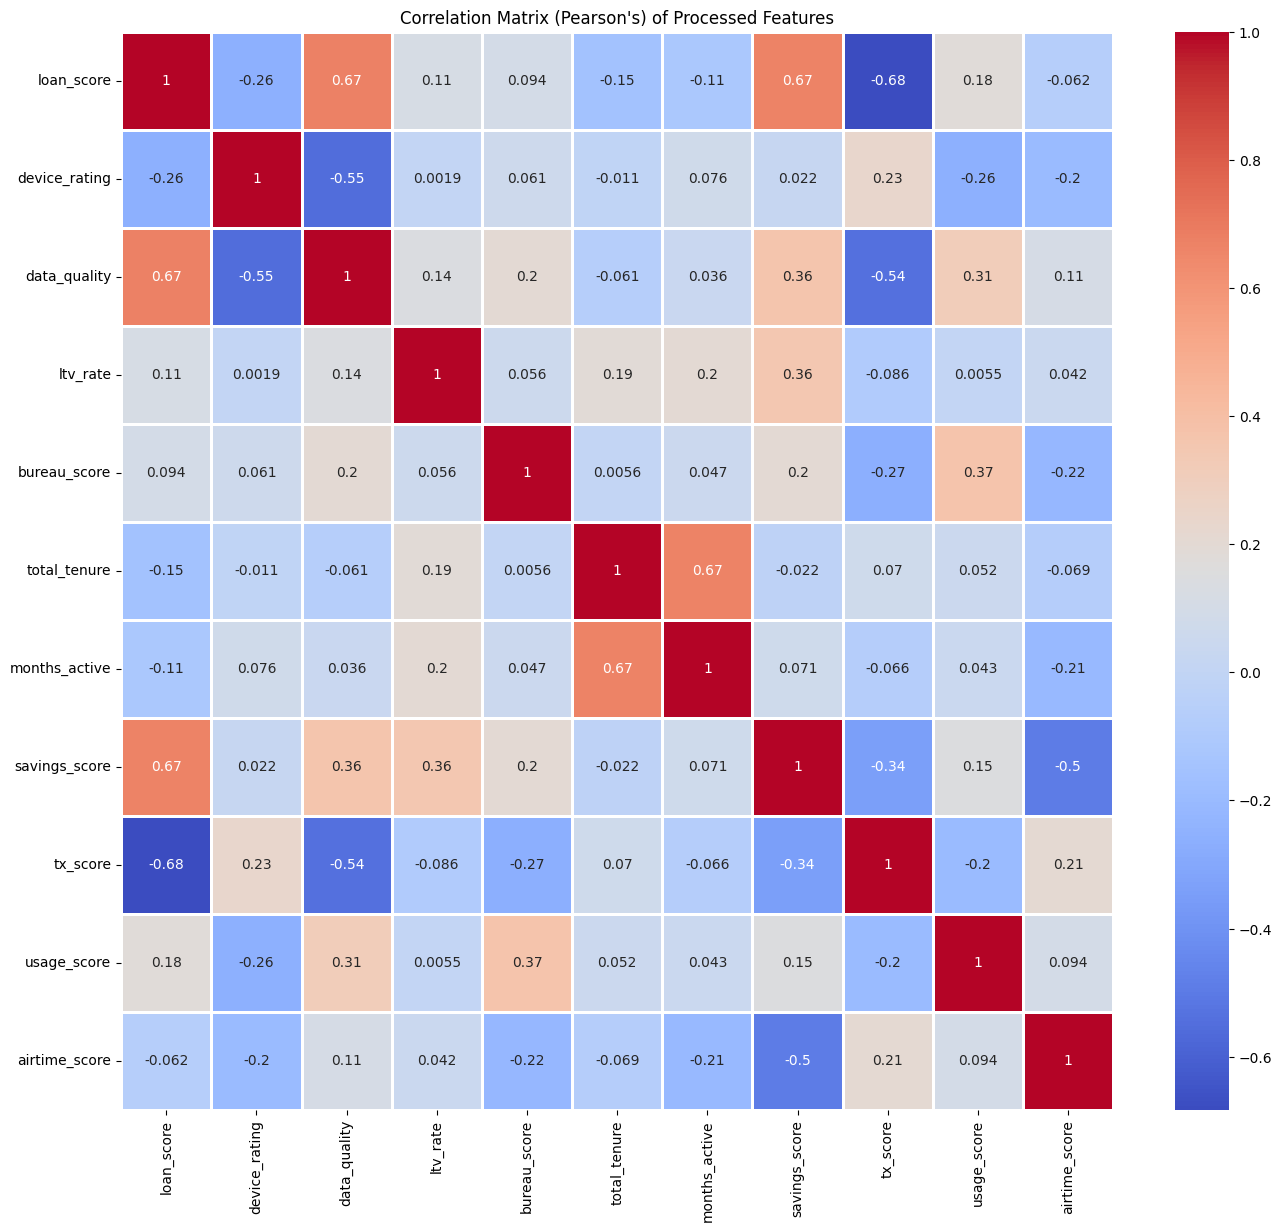 Correlation Matrix (Pearson's) of Processed Features
loan_score 1 -0.26 0.67 0.11 0.094 -0.15 -0.11 0.67 -0.68 0.18 -0.062
device_rating -0.26 1 -0.55 0.0019 0.061 -0.011 0.076 0.022 0.23 -0.26 -0.2
data_quality 0.67 -0.55 1 0.14 0.2 -0.061 0.036 0.36 -0.54 0.31 0.11
ltv_rate 0.11 0.0019 0.14 1 0.056 0.19 0.2 0.36 -0.086 0.0055 0.042
bureau_score 0.094 0.061 0.2 0.056 1 0.0056 0.047 0.2 -0.27 0.37 -0.22
total_tenure -0.15 -0.011 -0.061 0.19 0.0056 1 0.67 -0.022 0.07 0.052 -0.069
months_active -0.11 0.076 0.036 0.2 0.047 0.67 1 0.071 -0.066 0.043 -0.21
savings_score 0.67 0.022 0.36 0.36 0.2 -0.022 0.071 1 -0.34 0.15 -0.5
tx_score -0.68 0.23 -0.54 -0.086 -0.27 0.07 -0.066 -0.34 1 -0.2 0.21
usage_score 0.18 -0.26 0.31 0.0055 0.37 0.052 0.043 0.15 -0.2 1 0.094
airtime_score -0.062 -0.2 0.11 0.042 -0.22 -0.069 -0.21 -0.5 0.21 0.094 1
loan_score
device_rating
data_quality
ltv_rate
bureau_score
total_tenure
months_active
savings_score
tx_score
usage_score
airtime_score
1.0
0.8
0.6
0.4
0.2
0.0
−0.2
−0.4
−0.6